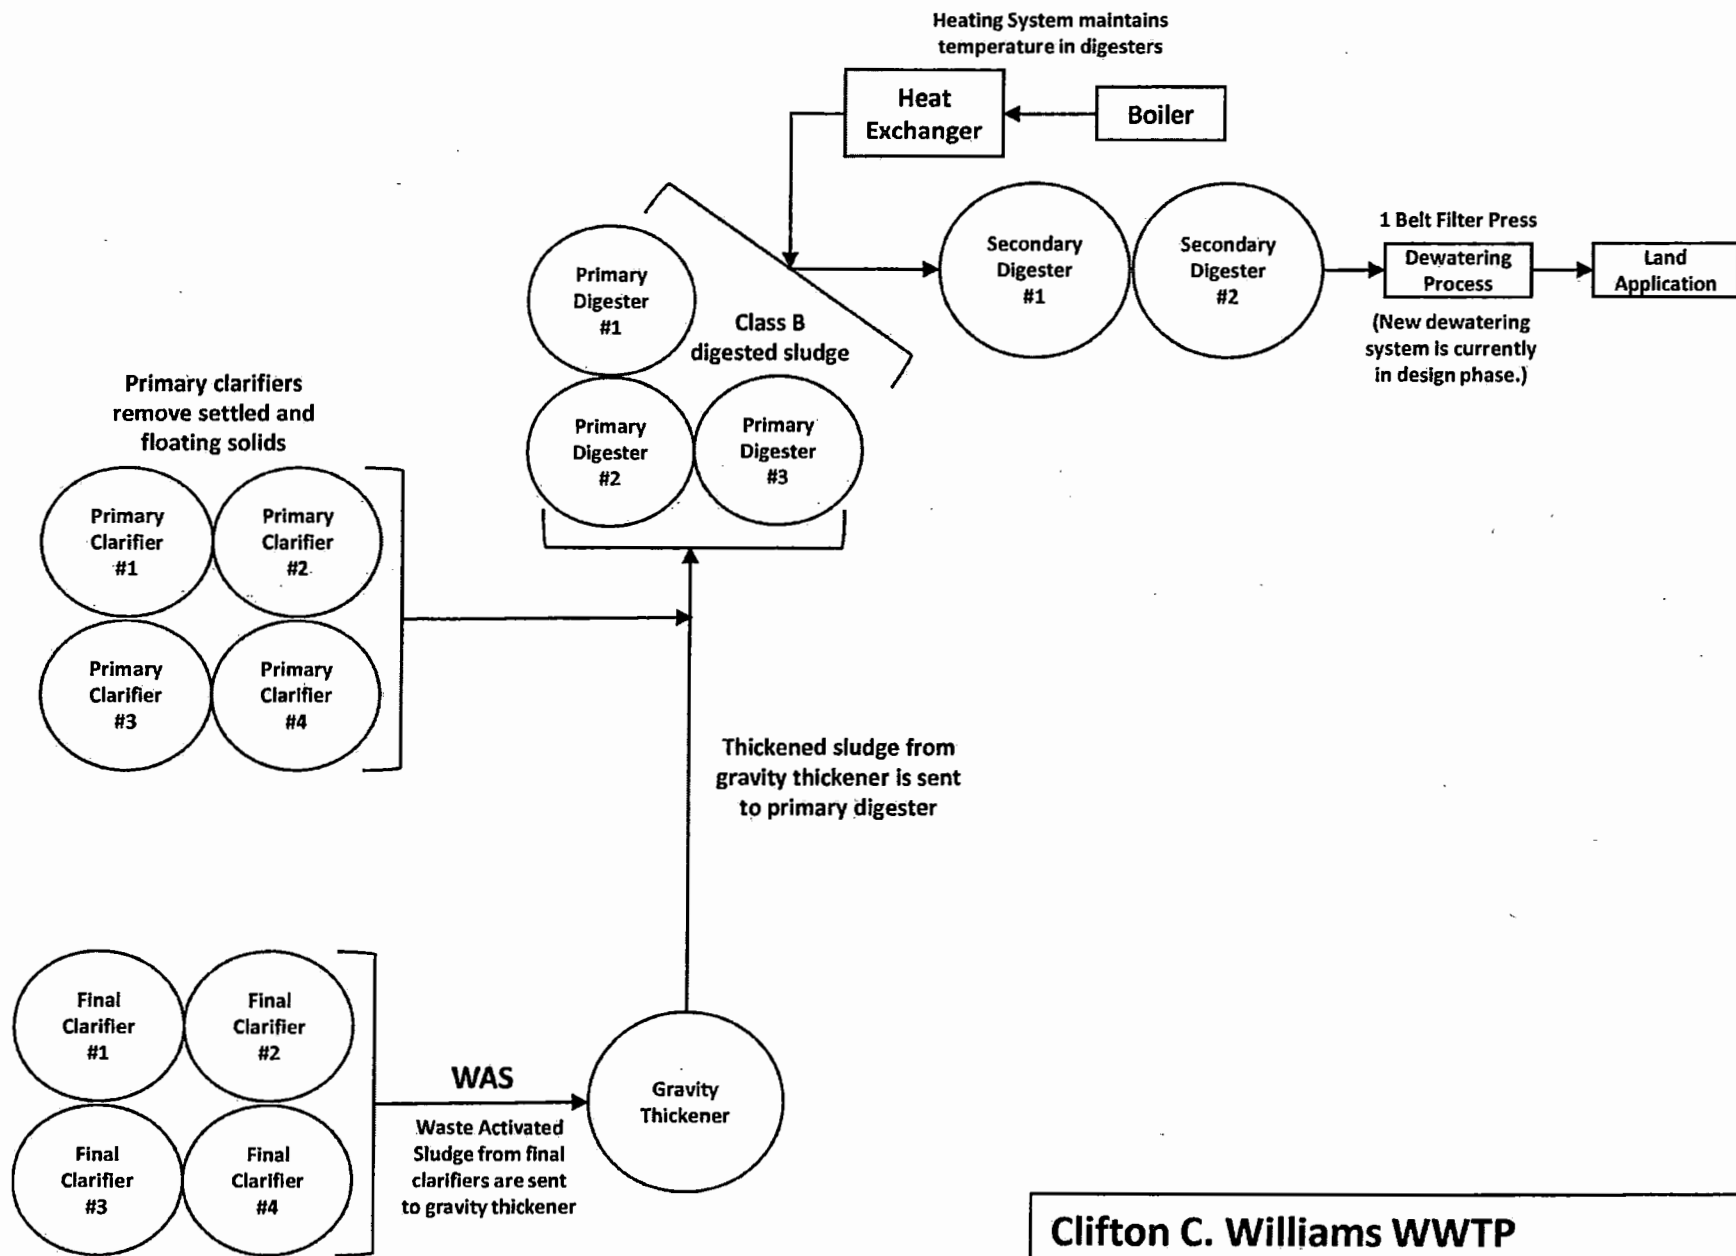 Heating System maintains
temperature in digesters
Heat
Exchanger
Boiler
Primary
Digester
#1
Class B
digested sludge
Primary
Digester
#2
Primary
Digester
#3
Secondary
Digester
#1
Secondary
Digester
#2
1 Belt Filter Press
Dewatering
Process
(New dewatering
system is currently
in design phase.)
Land
Application
Primary clarifiers
remove settled and
floating solids
Primary
Clarifier
#1
Primary
Clarifier
#2
Primary
Clarifier
#3
Primary
Clarifier
#4
Thickened sludge from
gravity thickener is sent
to primary digester
Final
Clarifier
#1
Final
Clarifier
#2
Final
Clarifier
#3
Final
Clarifier
#4
WAS
Waste Activated
Sludge from final
clarifiers are sent
to gravity thickener
Gravity
Thickener
Clifton C. Williams WWTP